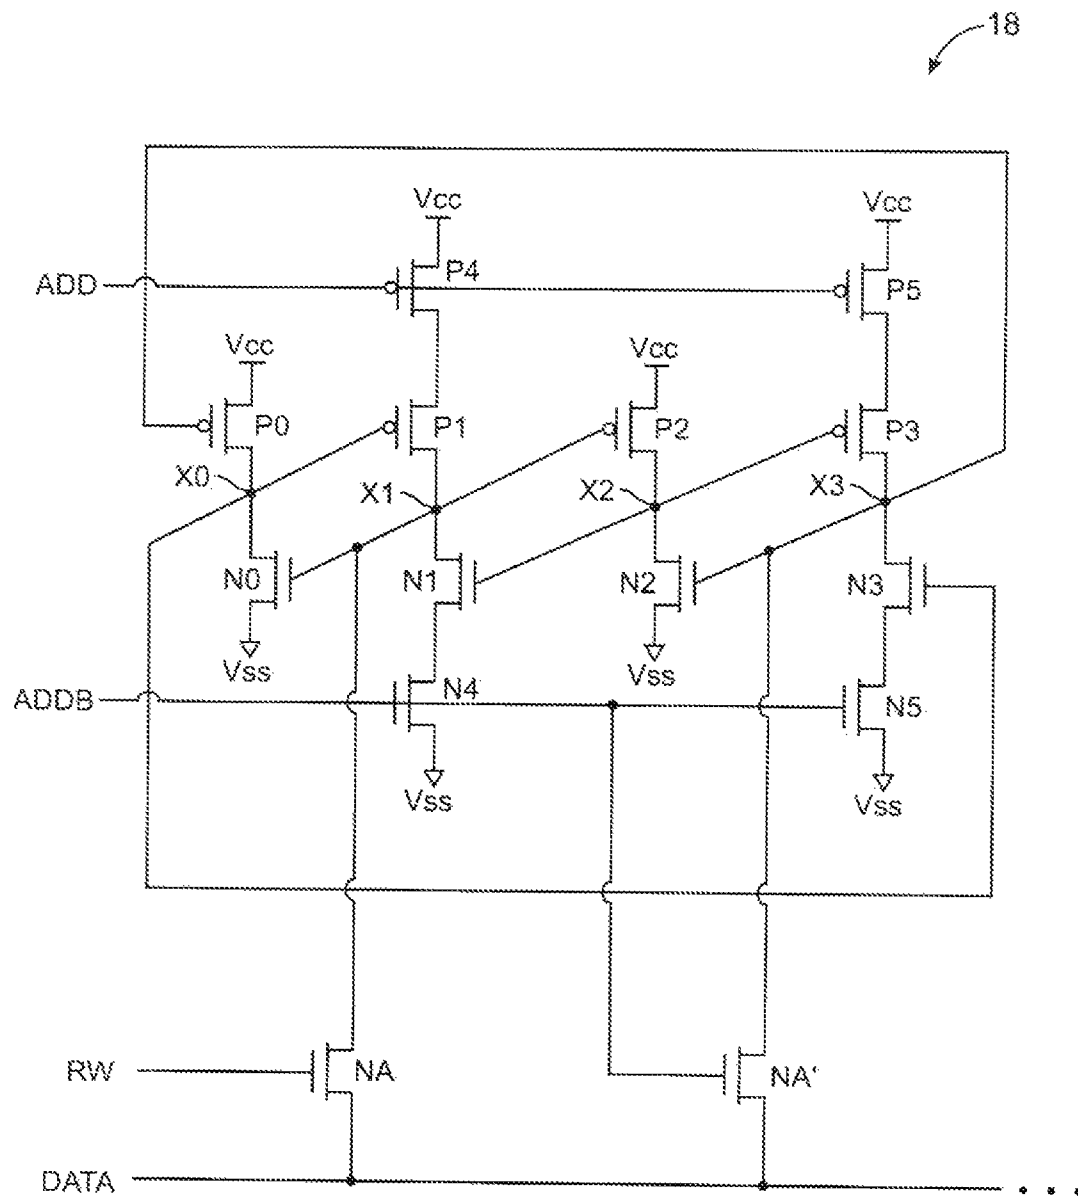 18
Vcc
Vcc
ADD
P4
P5
Vcc
Vcc
P0
P1
P2
P3
X0
X1
X2
X3
N0
N1
N2
N3
Vss
Vss
ADDB
N4
N5
Vss
Vss
RW
NA
NA'
DATA
. . .